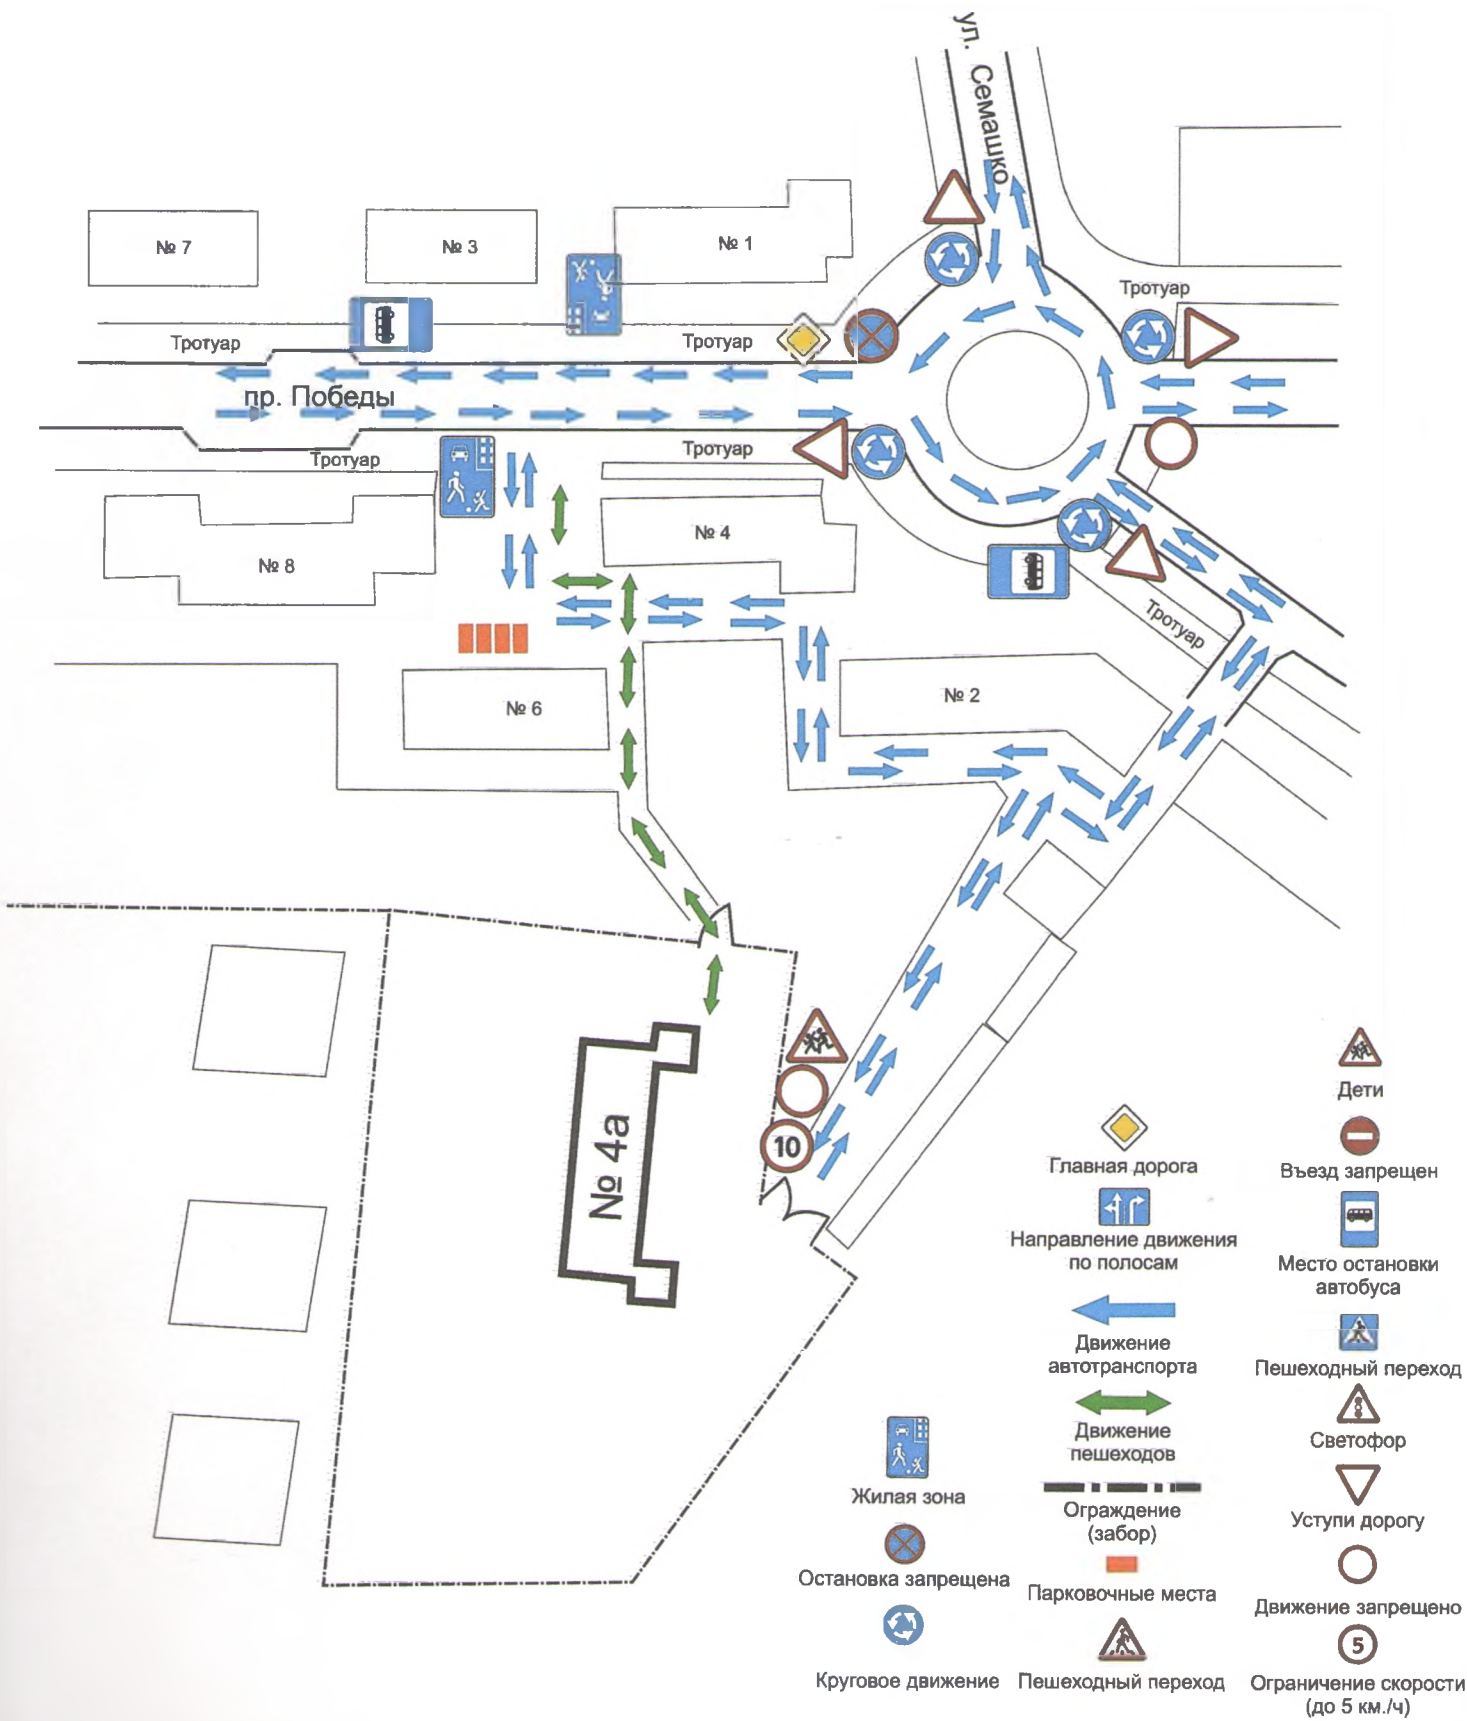 ул. Семашко
№ 7
№ 3
№ 1
Тротуар
Тротуар
Тротуар
пр. Победы
Тротуар
Тротуар
№ 8
№ 4
Тротуар
№ 6
№ 2
№ 4а
10
Дети
Главная дорога
Въезд запрещен
Направление движения
по полосам
Место остановки
автобуса
Движение
автотранспорта
Пешеходный переход
Движение
пешеходов
Светофор
Жилая зона
Ограждение
(забор)
Уступи дорогу
Остановка запрещена
Парковочные места
Движение запрещено
5
Круговое движение
Пешеходный переход
Ограничение скорости
(до 5 км./ч)